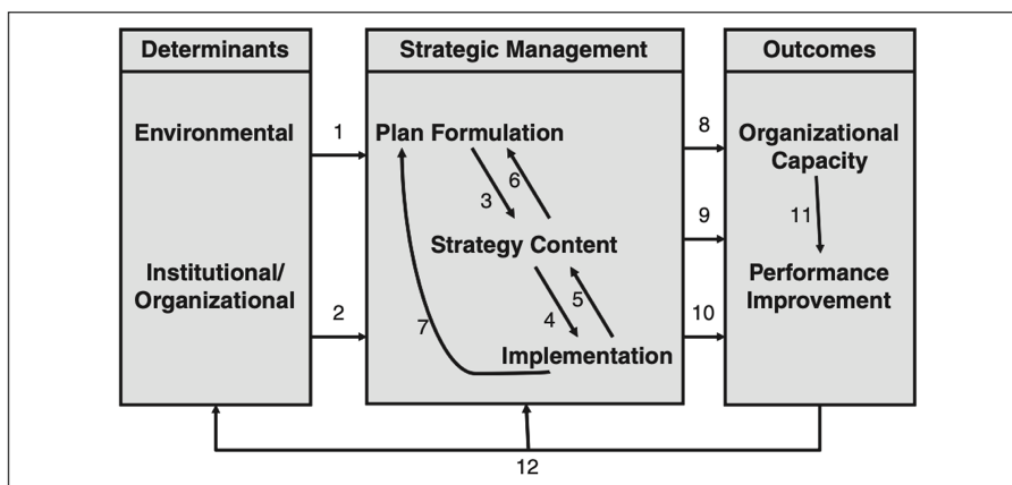 Determinants
Environmental
Institutional/
Organizational
1
2
Strategic Management
Plan Formulation
3
6
Strategy Content
4
5
7
Implementation
8
9
10
Outcomes
Organizational
Capacity
11
Performance
Improvement
12